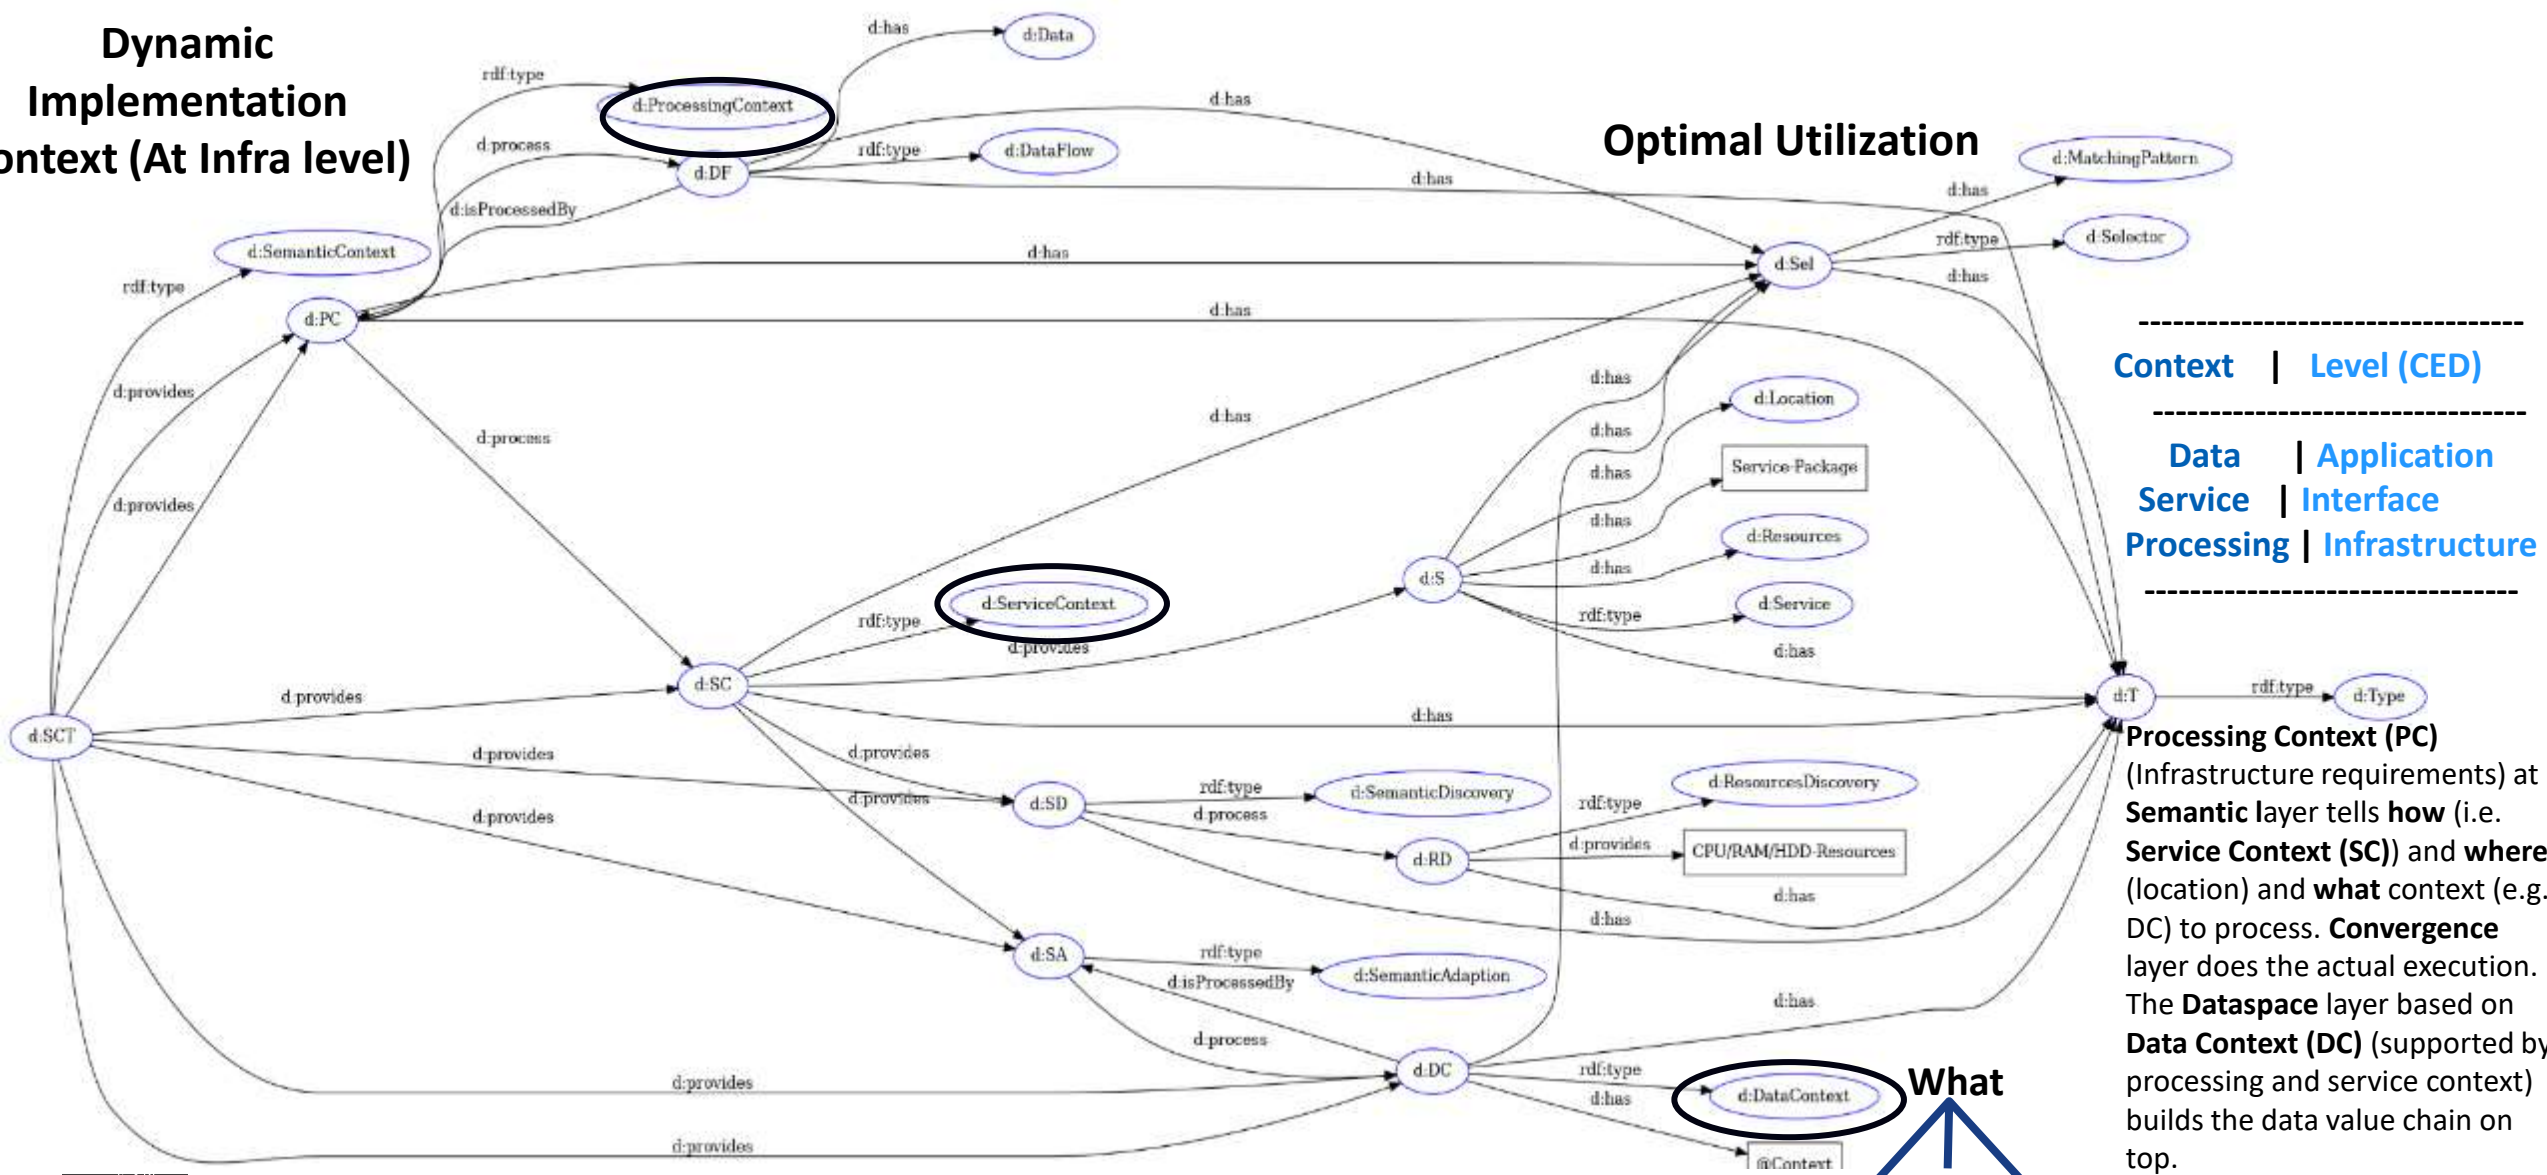 Dynamic
Implementation
ontext (At Infra level)
Optimal Utilization
d:has
d:Data
rdf:type
d:ProcessingContext
d:has
d:process
rdf:type
d:DataFlow
d:DF
d:has
d:MatchingPattern
d:has
d:isProcessedBy
d:SemanticContext
d:has
d:Sel
rdf:type
d:Selector
d:has
rdf:type
d:PC
d:has
d:provides
d:process
d:has
d:has
d:Location
d:has
d:has
Service-Package
d:provides
d:has
d:Resources
d:has
d:S
d:ServiceContext
rdf:type
d:provides
d:Service
rdf:type
d:has
d:SC
d:provides
d:has
d:T
rdf:type
d:Type
d:SCT
d:provides
d:provides
d:provides
d:SD
rdf:type
d:SemanticDiscovery
d:process
d:ResourcesDiscovery
rdf:type
d:provides
d:RD
d:provides
CPU/RAM/HDD-Resources
d:has
d:has
d:SA
rdf:type
d:SemanticAdaption
d:isProcessedBy
d:has
d:process
d:DC
rdf:type
d:DataContext
d:has
d:provides
d:provides
@Context
What
---------------------------------
Context | Level (CED)
--------------------------------
Data | Application
Service | Interface
Processing | Infrastructure
--------------------------------
Processing Context (PC)
(Infrastructure requirements) at
Semantic layer tells how (i.e.
Service Context (SC)) and where
(location) and what context (e.g.
DC) to process. Convergence
layer does the actual execution.
The Dataspace layer based on
Data Context (DC) (supported by
processing and service context)
builds the data value chain on
top.